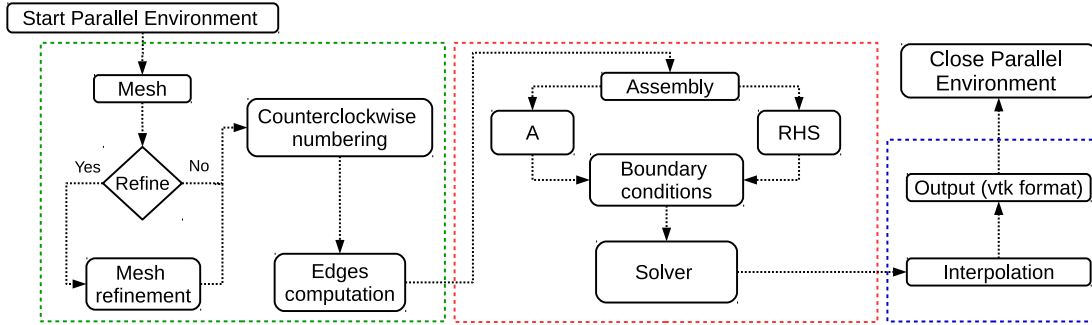 Start Parallel Environment
Mesh
Yes
Refine
No
Mesh
refinement
Counterclockwise
numbering
Edges
computation
Assembly
A
RHS
Boundary
conditions
Solver
Close Parallel
Environment
Output (vtk format)
Interpolation